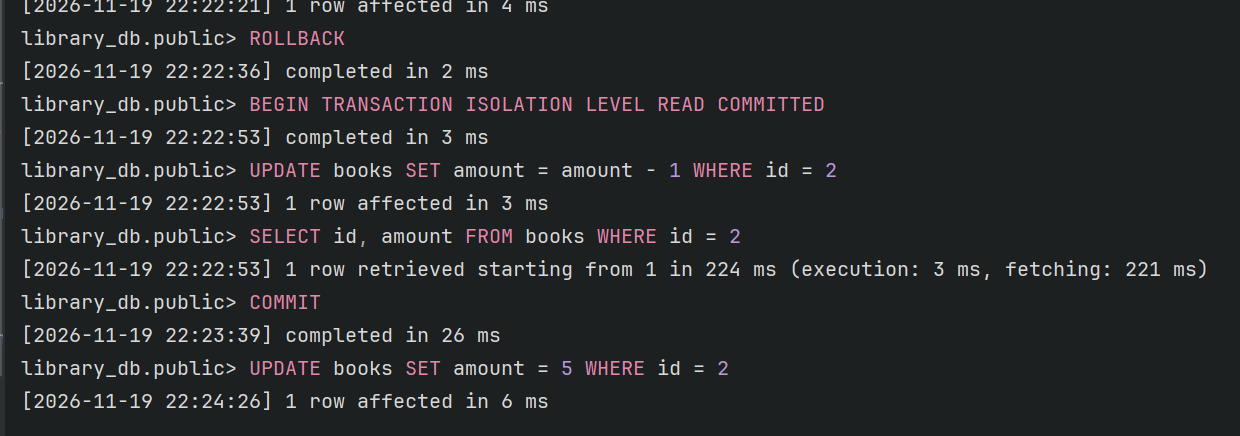 [2026-11-19 22:22:21] 1 row affected in 4 ms
library_db.public> ROLLBACK
[2026-11-19 22:22:36] completed in 2 ms
library_db.public> BEGIN TRANSACTION ISOLATION LEVEL READ COMMITTED
[2026-11-19 22:22:53] completed in 3 ms
library_db.public> UPDATE books SET amount = amount - 1 WHERE id = 2
[2026-11-19 22:22:53] 1 row affected in 3 ms
library_db.public> SELECT id, amount FROM books WHERE id = 2
[2026-11-19 22:22:53] 1 row retrieved starting from 1 in 224 ms (execution: 3 ms, fetching: 221 ms)
library_db.public> COMMIT
[2026-11-19 22:23:39] completed in 26 ms
library_db.public> UPDATE books SET amount = 5 WHERE id = 2
[2026-11-19 22:24:26] 1 row affected in 6 ms